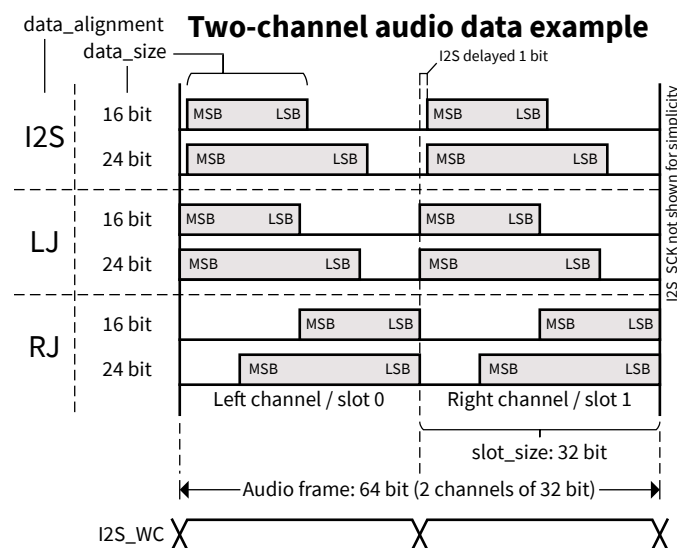 data_alignment
Two-channel audio data example
data_size
I2S delayed 1 bit
I2S
16 bit
MSB LSB MSB LSB
24 bit
MSB LSB MSB LSB
LJ
16 bit
MSB LSB MSB LSB
24 bit
MSB LSB MSB LSB
RJ
16 bit
MSB LSB MSB LSB
24 bit
MSB LSB MSB LSB
I2S SCK not shown for simplicity
Left channel / slot 0
Right channel / slot 1
slot_size: 32 bit
Audio frame: 64 bit (2 channels of 32 bit)
I2S_WC